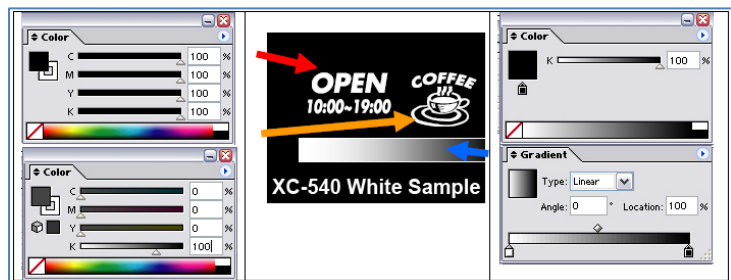 Color
C 100 %
M 100 %
Y 100 %
K 100 %
Color
C 0 %
M 0 %
Y 0 %
K 100 %
OPEN
10:00~19:00
COFFEE
XC-540 White Sample
Color
K 100 %
Gradient
Type: Linear
Angle: 0 ° Location: 100 %